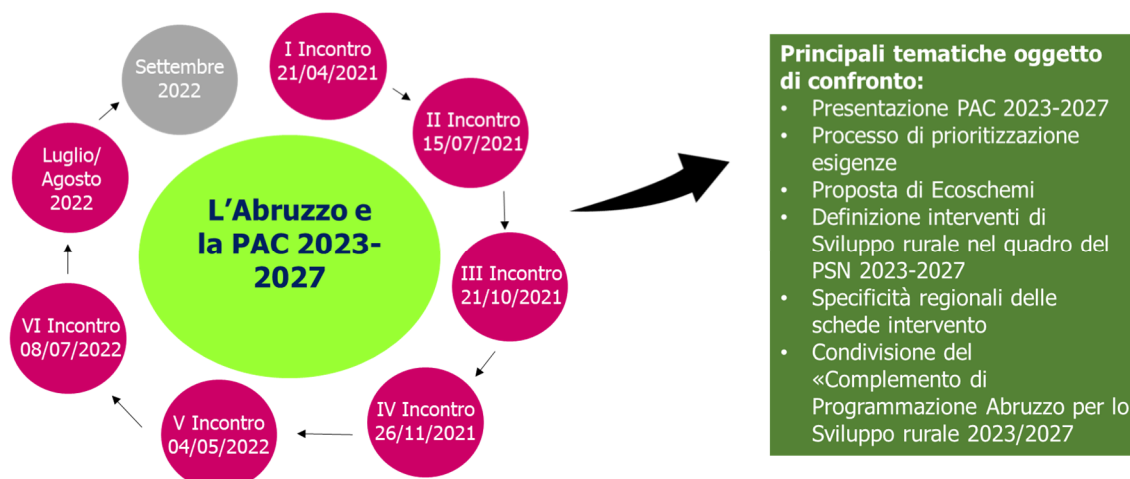 I Incontro
21/04/2021
II Incontro
15/07/2021
III Incontro
21/10/2021
IV Incontro
26/11/2021
V Incontro
04/05/2022
VI Incontro
08/07/2022
Luglio/
Agosto
2022
Settembre
2022
L’Abruzzo e
la PAC 2023-
2027
Principali tematiche oggetto
di confronto:
• Presentazione PAC 2023-2027
• Processo di prioritizzazione
esigenze
• Proposta di Ecoschemi
• Definizione interventi di
Sviluppo rurale nel quadro del
PSN 2023-2027
• Specificità regionali delle
schede intervento
• Condivisione del
«Complemento di
Programmazione Abruzzo per lo
Sviluppo rurale 2023/2027